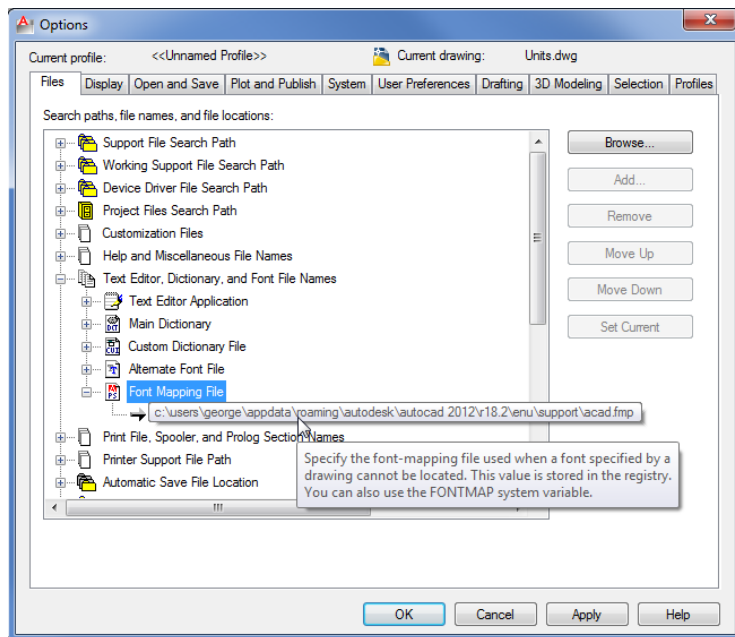 Options
Current profile: <<Unnamed Profile>> Current drawing: Units.dwg
Files Display Open and Save Plot and Publish System User Preferences Drafting 3D Modeling Selection Profiles
Search paths, file names, and file locations:
Support File Search Path
Working Support File Search Path
Device Driver File Search Path
Project Files Search Path
Customization Files
Help and Miscellaneous File Names
Text Editor, Dictionary, and Font File Names
Text Editor Application
Main Dictionary
Custom Dictionary File
Alternate Font File
Font Mapping File
c:\users\george\appdata\roaming\autodesk\autocad 2012\r18.2\enu\support\acad.fmp
Print File, Spooler, and Prolog Section Names
Printer Support File Path
Automatic Save File Location
Specify the font-mapping file used when a font specified by a
drawing cannot be located. This value is stored in the registry.
You can also use the FONTMAP system variable.
Browse...
Add...
Remove
Move Up
Move Down
Set Current
OK Cancel Apply Help